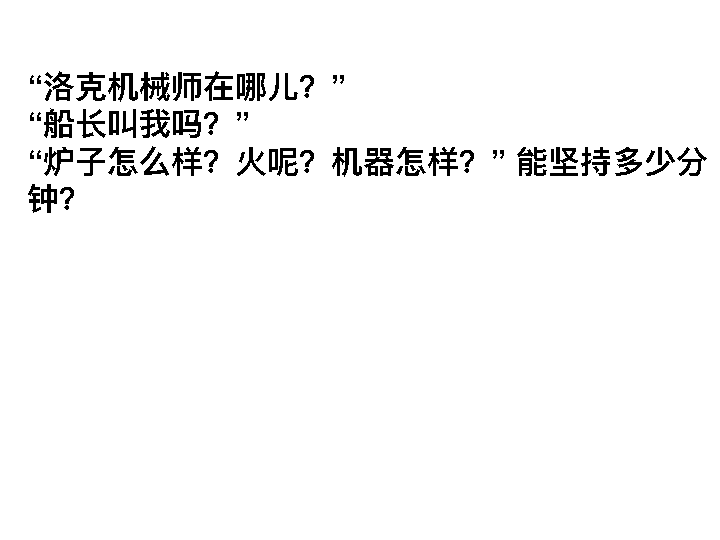 “洛克机械师在哪儿？”
“船长叫我吗？”
“炉子怎么样？火呢？机器怎样？” 能坚持多少分
钟？